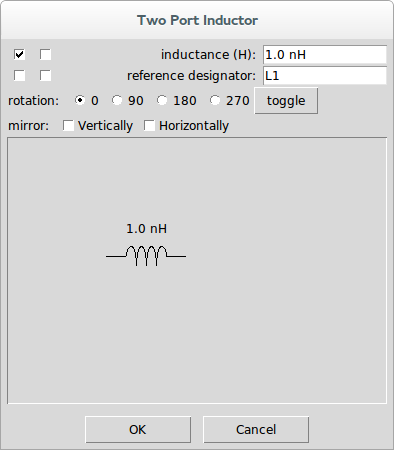 Two Port Inductor
inductance (H): 1.0 nH
reference designator: L1
rotation: 0 90 180 270 toggle
mirror: Vertically Horizontally
1.0 nH
OK Cancel